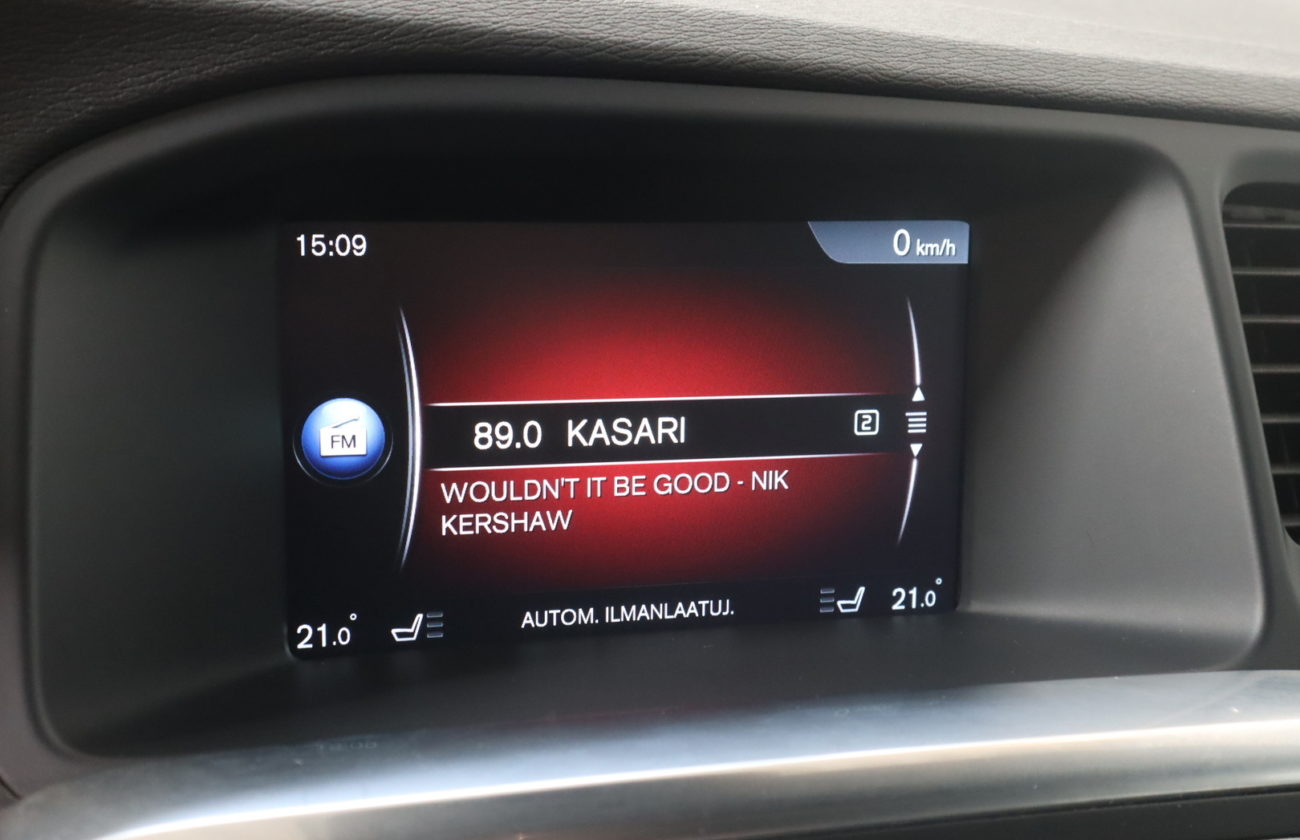 15:09
0 km/h
FM
89.0 KASARI 2
WOULDN'T IT BE GOOD - NIK
KERSHAW
21.0° AUTOM. ILMANLAATUJ. 21.0°